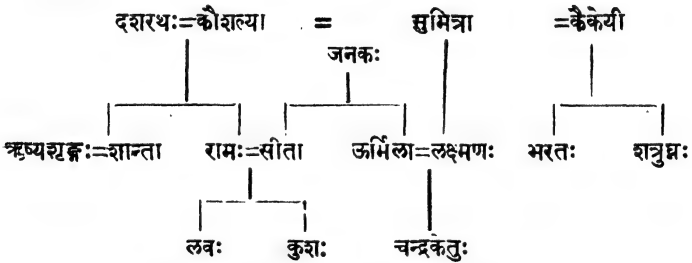 दशरथः=कौशल्या = सुमित्रा =कैकेयी
जनकः
ऋष्यशृङ्गः=शान्ता रामः=सीता ऊर्मिला=लक्ष्मणः भरतः शत्रुघ्नः
लवः कुशः चन्द्रकेतुः